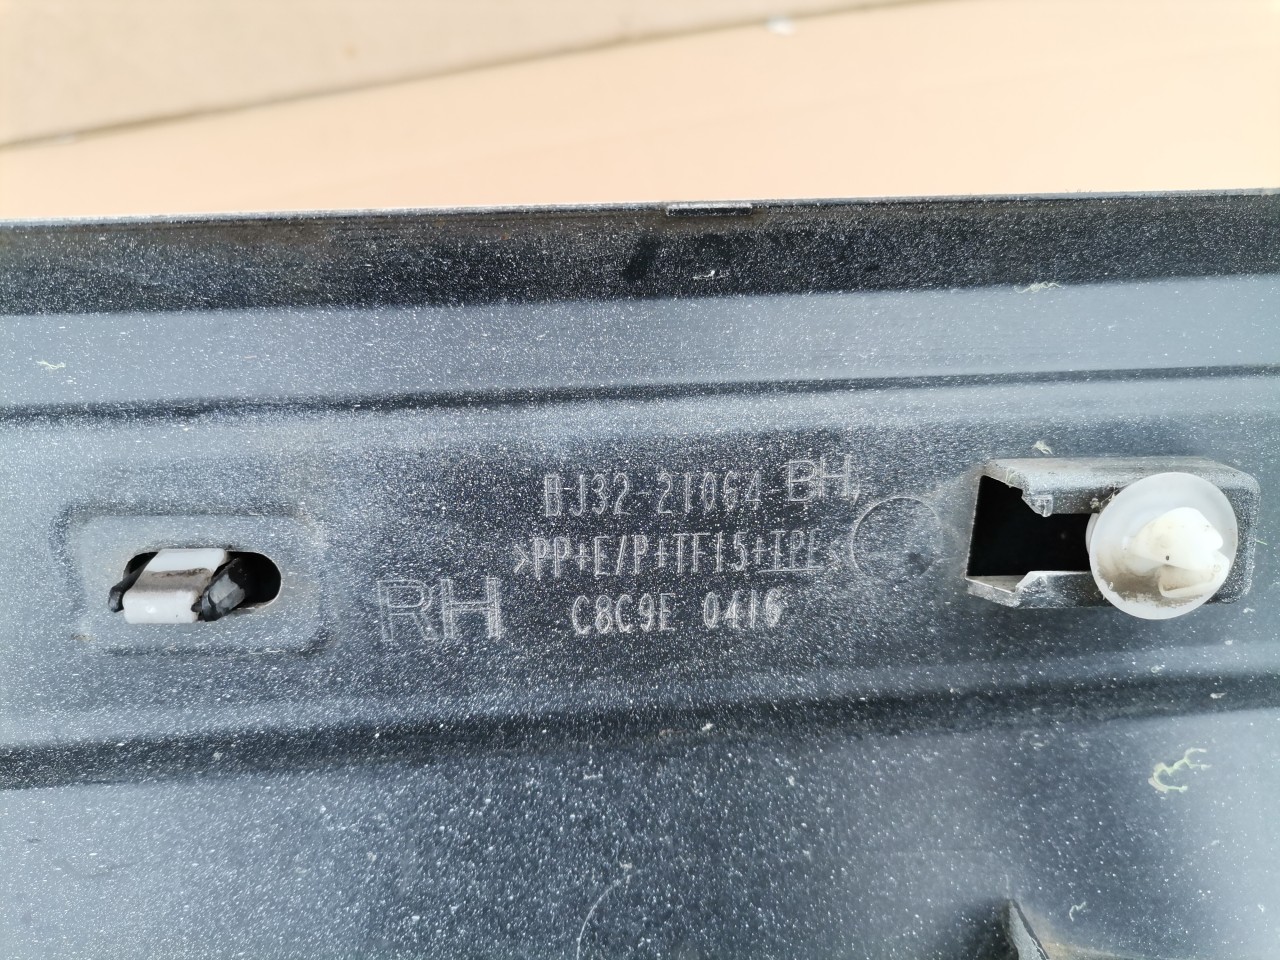 BJ32-21064-BH
>PP+E/P+TF15+TPE<
RH
C8C9E 0416